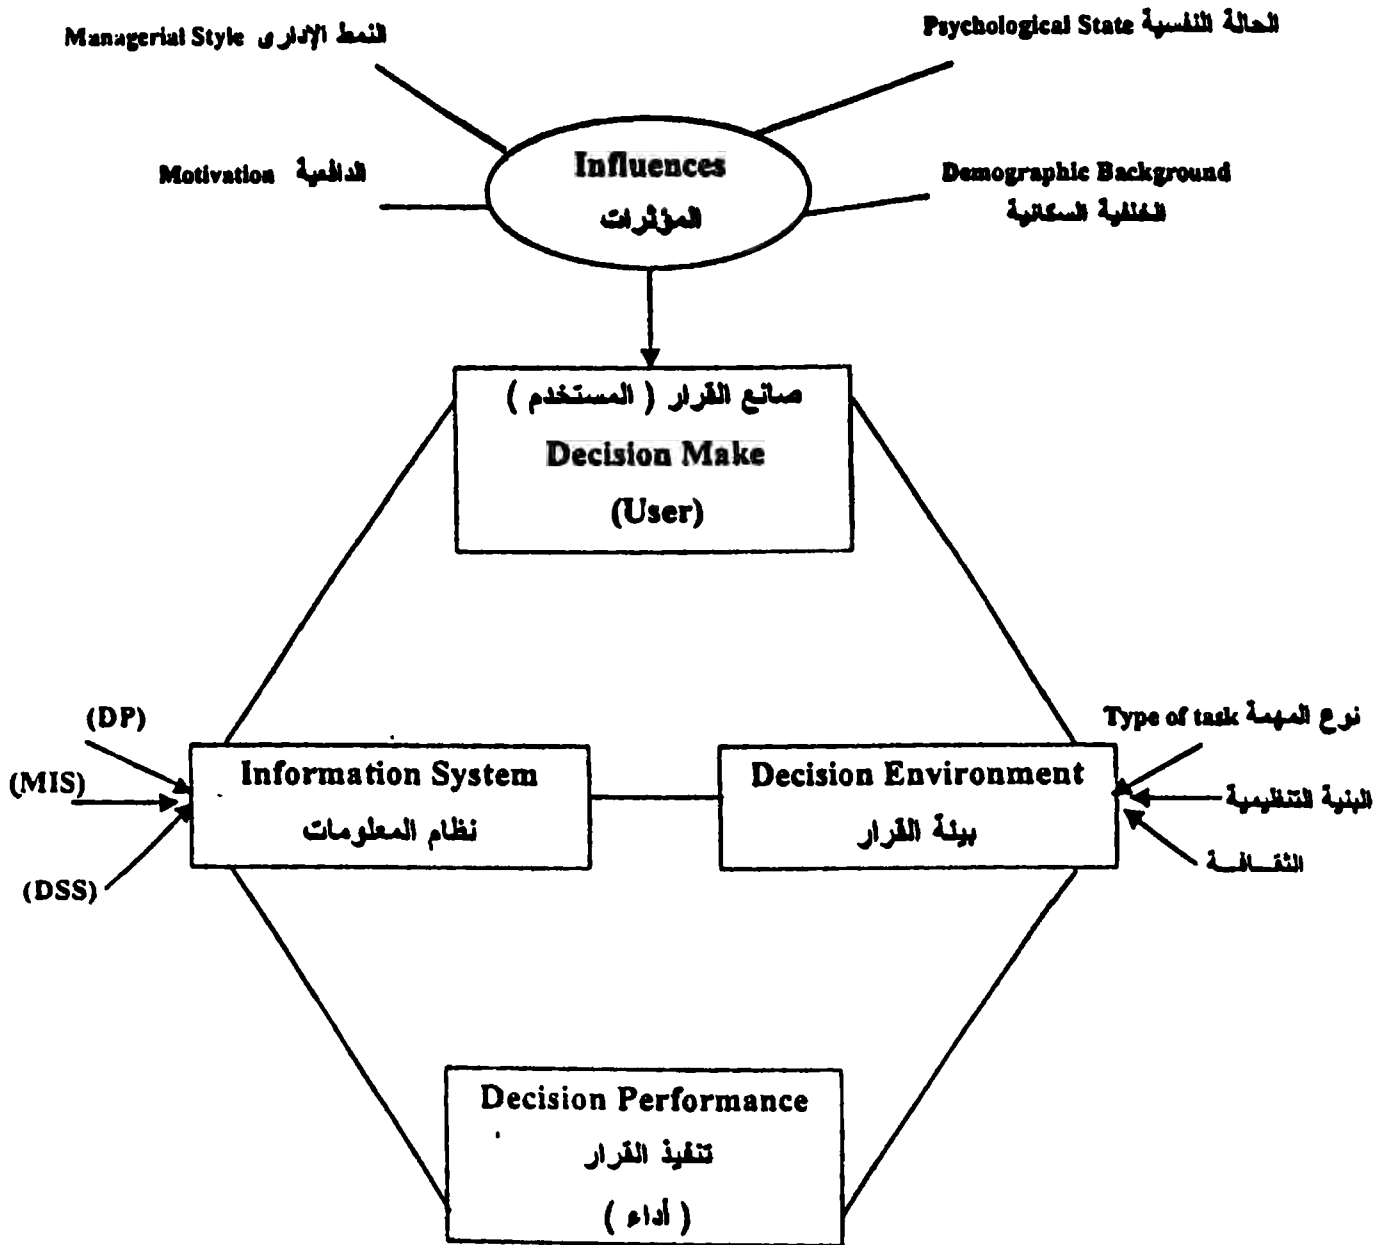 Managerial Style النمط الإدارى
Psychological State الحالة النفسية
Motivation الدافعية
Influences
المؤثرات
Demographic Background
الخلفية السكانية
صانع القرار ( المستخدم )
Decision Make
(User)
(DP)
(MIS)
(DSS)
Information System
نظام المعلومات
Decision Environment
بيئة القرار
Type of task نوع المهمة
البنية التنظيمية
الثقافة
Decision Performance
تنفيذ القرار
( أداء )